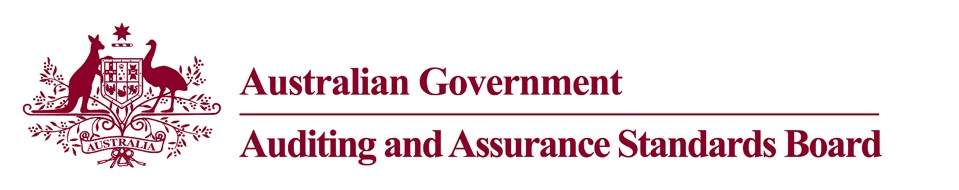 Australian Government
Auditing and Assurance Standards Board
AUSTRALIA